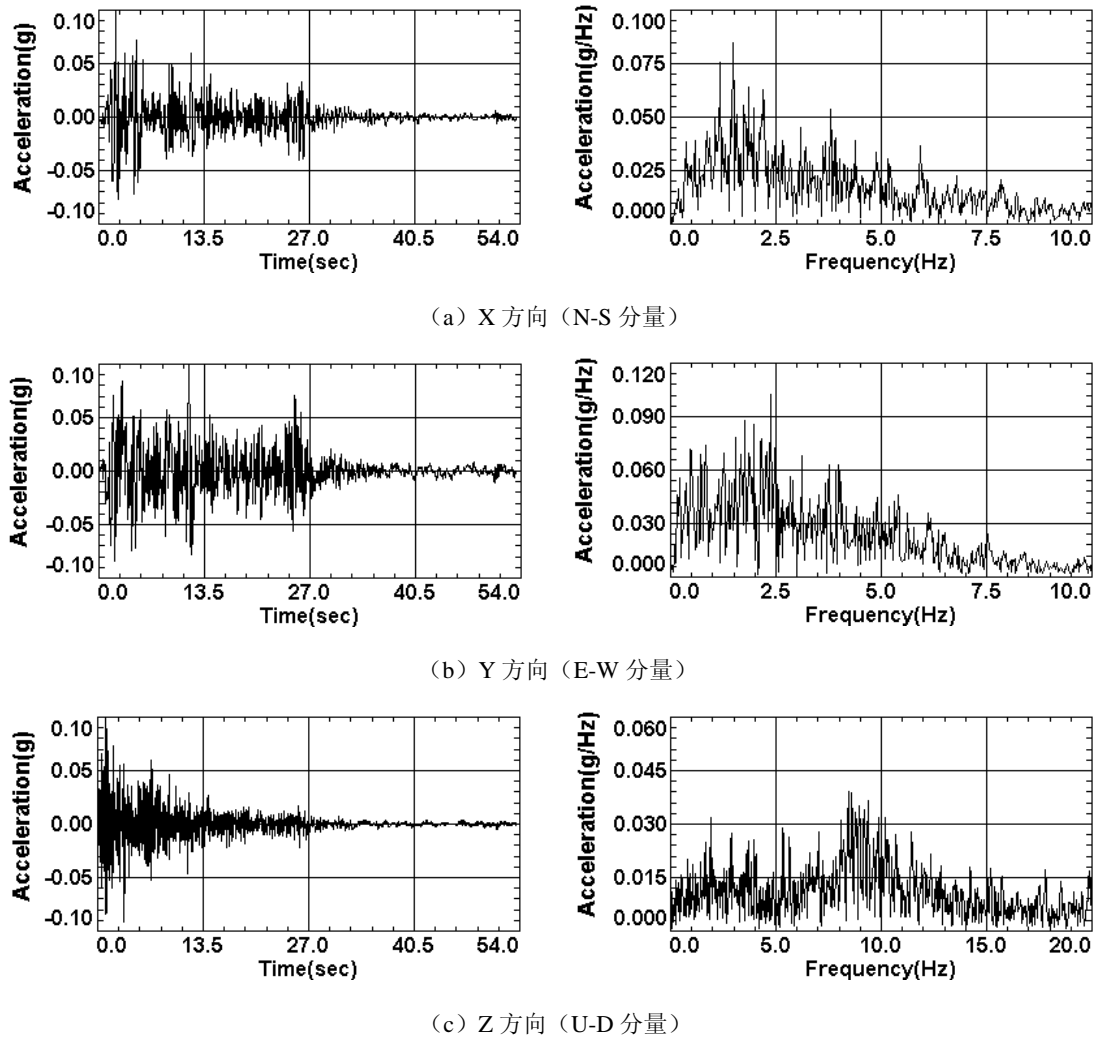 Acceleration(g)
0.10
0.05
0.00
-0.05
-0.10
0.0 13.5 27.0 40.5 54.0
Time(sec)
Acceleration(g/Hz)
0.100
0.075
0.050
0.025
0.000
0.0 2.5 5.0 7.5 10.0
Frequency(Hz)
（a）X 方向（N-S 分量）
Acceleration(g)
0.10
0.05
0.00
-0.05
-0.10
0.0 13.5 27.0 40.5 54.0
Time(sec)
Acceleration(g/Hz)
0.120
0.090
0.060
0.030
0.000
0.0 2.5 5.0 7.5 10.0
Frequency(Hz)
（b）Y 方向（E-W 分量）
Acceleration(g)
0.10
0.05
0.00
-0.05
-0.10
0.0 13.5 27.0 40.5 54.0
Time(sec)
Acceleration(g/Hz)
0.060
0.045
0.030
0.015
0.000
0.0 5.0 10.0 15.0 20.0
Frequency(Hz)
（c）Z 方向（U-D 分量）